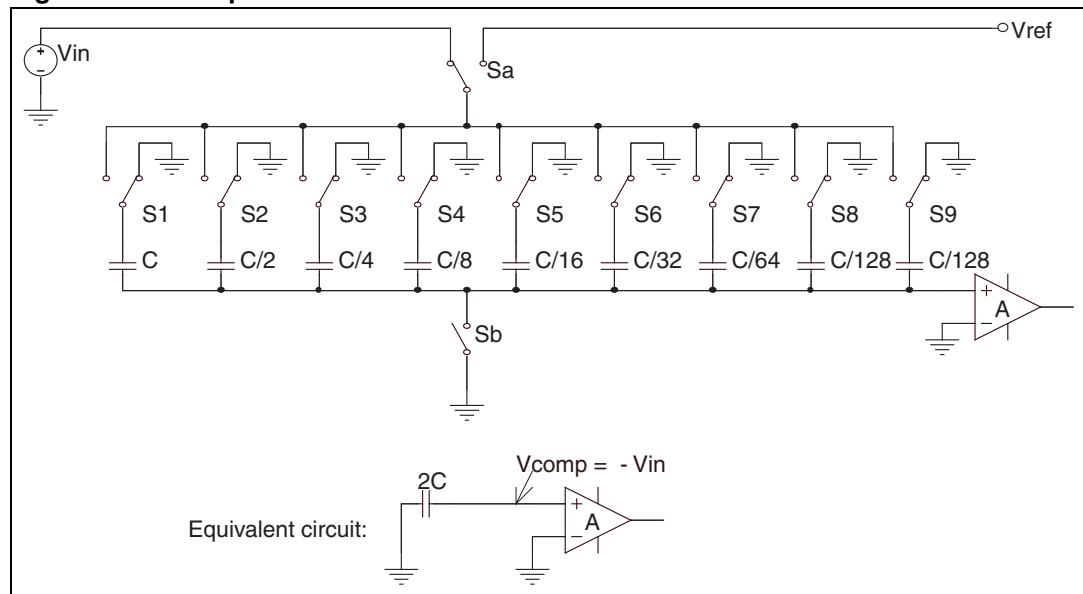 Vin
Vref
Sa
S1 S2 S3 S4 S5 S6 S7 S8 S9
C C/2 C/4 C/8 C/16 C/32 C/64 C/128 C/128
+
A
−
Sb
Vcomp = - Vin
2C
+
A
−
Equivalent circuit: